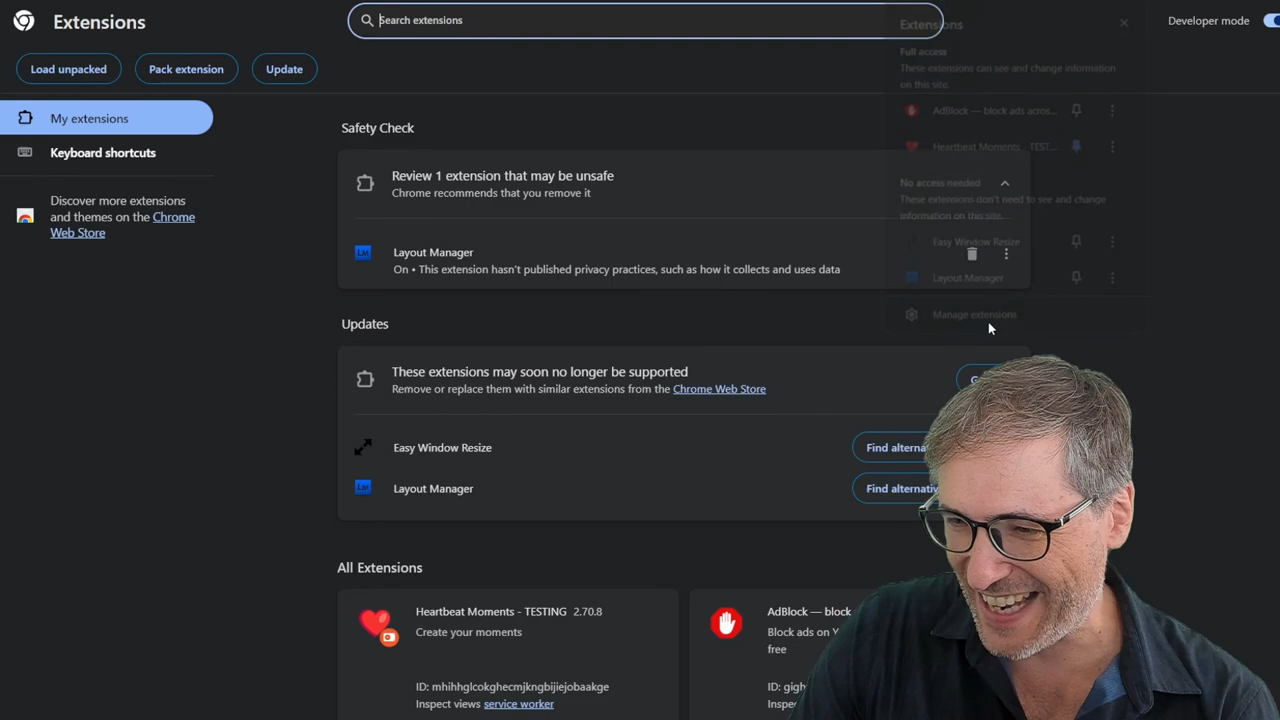 Extensions
Search extensions
Developer mode
Load unpacked
Pack extension
Update
My extensions
Keyboard shortcuts
Discover more extensions
and themes on the Chrome
Web Store
Extensions
Full access
These extensions can see and change information
on this site.
AdBlock — block ads acros...
Heartbeat Moments - TEST...
No access needed
These extensions don't need to see and change
information on this site...
Easy Window Resize
Layout Manager
Manage extensions
Safety Check
Review 1 extension that may be unsafe
Chrome recommends that you remove it
LM
Layout Manager
On • This extension hasn't published privacy practices, such as how it collects and uses data
Updates
These extensions may soon no longer be supported
Remove or replace them with similar extensions from the Chrome Web Store
Easy Window Resize
Find
LM
Layout Manager
Find
All Extensions
Heartbeat Moments - TESTING 2.70.8
Create your moments
ID: mhihhglcokghecmjkngbijiejobaakge
Inspect views service worker
AdBlock — block
Block ads on
free
ID:
Inspect